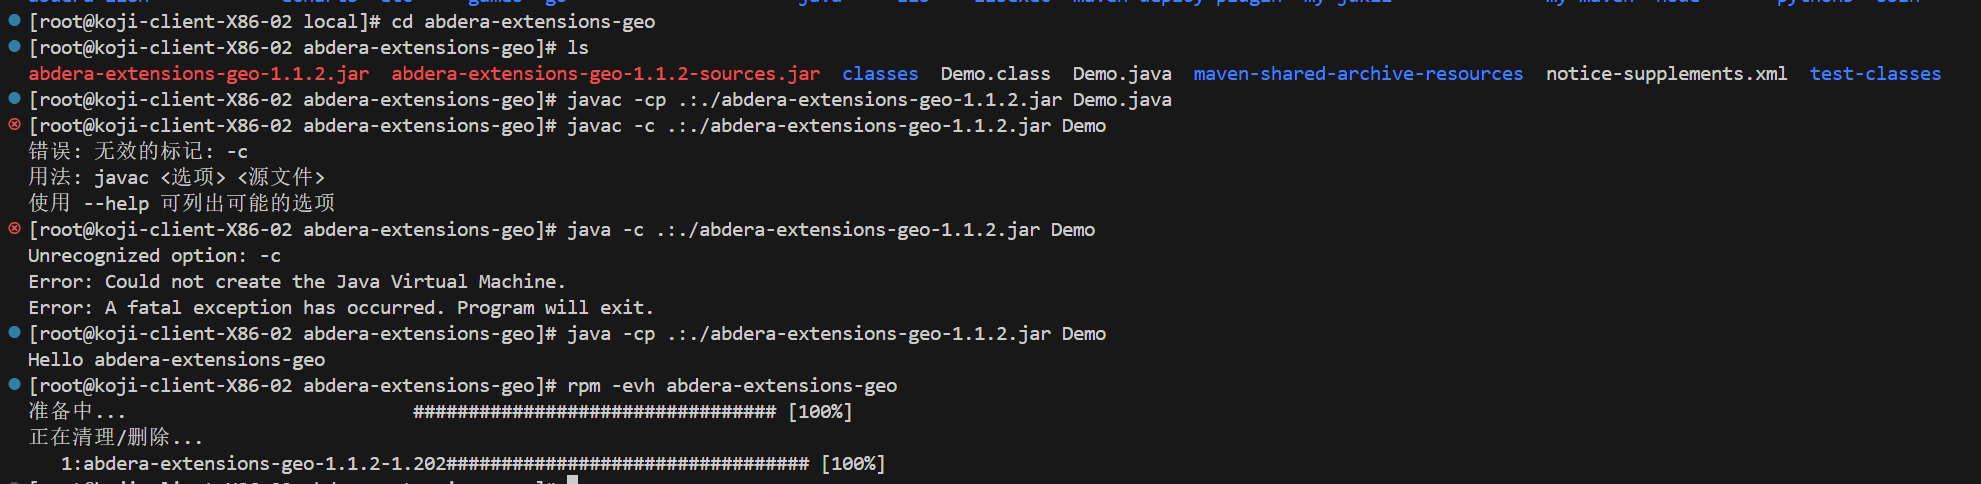 [root@koji-client-X86-02 local]# cd abdera-extensions-geo
[root@koji-client-X86-02 abdera-extensions-geo]# ls
abdera-extensions-geo-1.1.2.jar  abdera-extensions-geo-1.1.2-sources.jar  classes  Demo.class  Demo.java  maven-shared-archive-resources  notice-supplements.xml  test-classes
[root@koji-client-X86-02 abdera-extensions-geo]# javac -cp .:./abdera-extensions-geo-1.1.2.jar Demo.java
[root@koji-client-X86-02 abdera-extensions-geo]# javac -c .:./abdera-extensions-geo-1.1.2.jar Demo
错误: 无效的标记: -c
用法: javac <选项> <源文件>
使用 --help 可列出可能的选项
[root@koji-client-X86-02 abdera-extensions-geo]# java -c .:./abdera-extensions-geo-1.1.2.jar Demo
Unrecognized option: -c
Error: Could not create the Java Virtual Machine.
Error: A fatal exception has occurred. Program will exit.
[root@koji-client-X86-02 abdera-extensions-geo]# java -cp .:./abdera-extensions-geo-1.1.2.jar Demo
Hello abdera-extensions-geo
[root@koji-client-X86-02 abdera-extensions-geo]# rpm -evh abdera-extensions-geo
准备中...                          ################################# [100%]
正在清理/删除...
   1:abdera-extensions-geo-1.1.2-1.202################################# [100%]